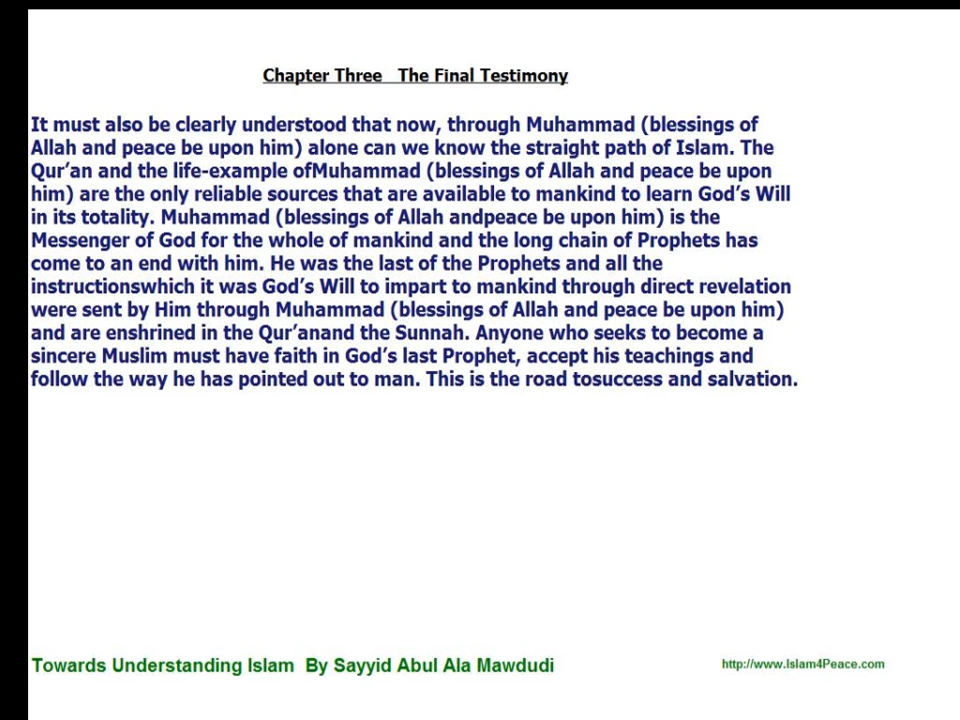 Chapter Three The Final Testimony
It must also be clearly understood that now, through Muhammad (blessings of
Allah and peace be upon him) alone can we know the straight path of Islam. The
Qur’an and the life-example ofMuhammad (blessings of Allah and peace be upon
him) are the only reliable sources that are available to mankind to learn God’s Will
in its totality. Muhammad (blessings of Allah andpeace be upon him) is the
Messenger of God for the whole of mankind and the long chain of Prophets has
come to an end with him. He was the last of the Prophets and all the
instructionswhich it was God’s Will to impart to mankind through direct revelation
were sent by Him through Muhammad (blessings of Allah and peace be upon him)
and are enshrined in the Qur’anand the Sunnah. Anyone who seeks to become a
sincere Muslim must have faith in God’s last Prophet, accept his teachings and
follow the way he has pointed out to man. This is the road tosuccess and salvation.
Towards Understanding Islam By Sayyid Abul Ala Mawdudi
http://www.Islam4Peace.com